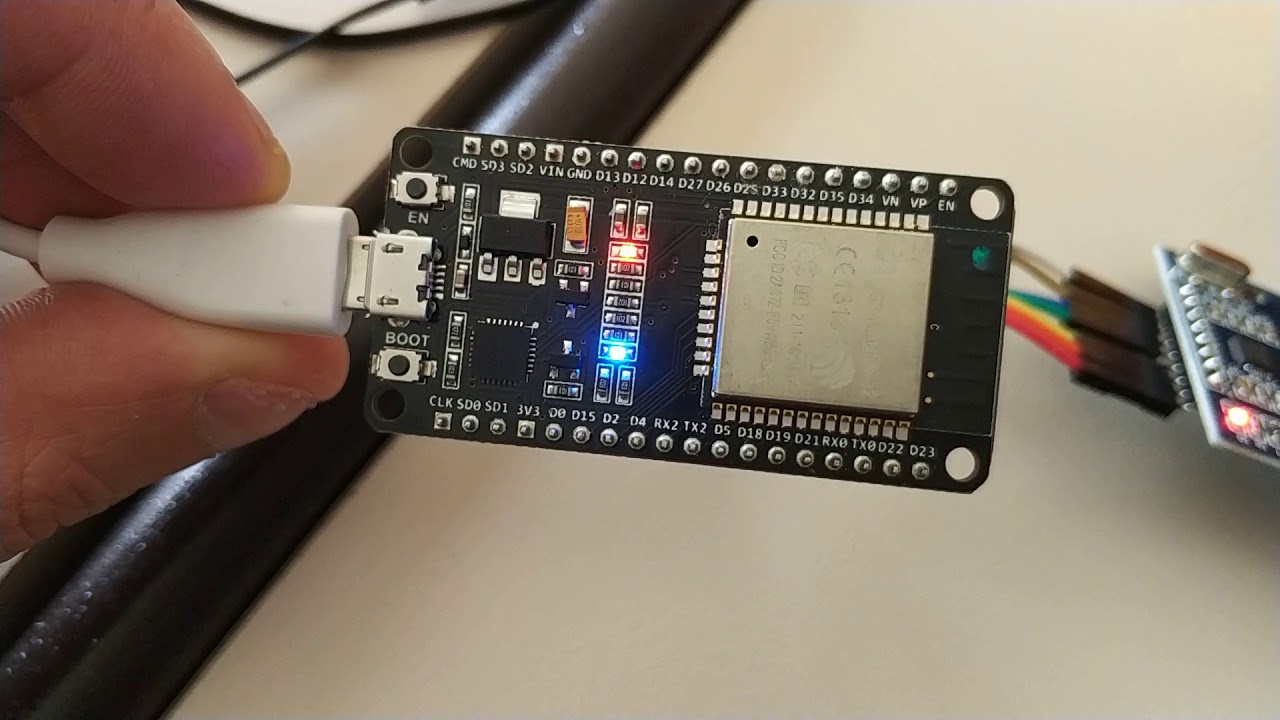 CMD SD3 SD2 VIN GND D13 D12 D14 D27 D26 D25 D33 D32 D35 D34 VN VP EN
EN
BOOT
CLK SD0 SD1 3V3 D0 D15 D2 D4 RX2 TX2 D5 D18 D19 D21 RX0 TX0 D22 D23